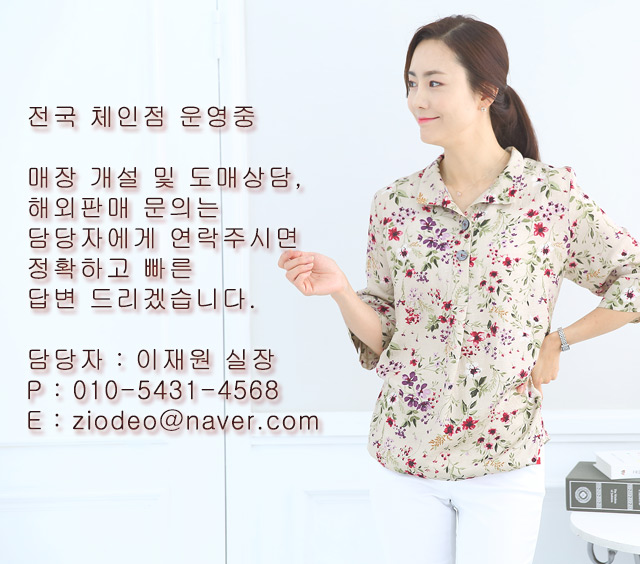 전국 체인점 운영중
매장 개설 및 도매상담,
해외판매 문의는
담당자에게 연락주시면
정확하고 빠른
답변 드리겠습니다.
담당자 : 이재원 실장
P : 010-5431-4568
E : ziodeo@naver.com